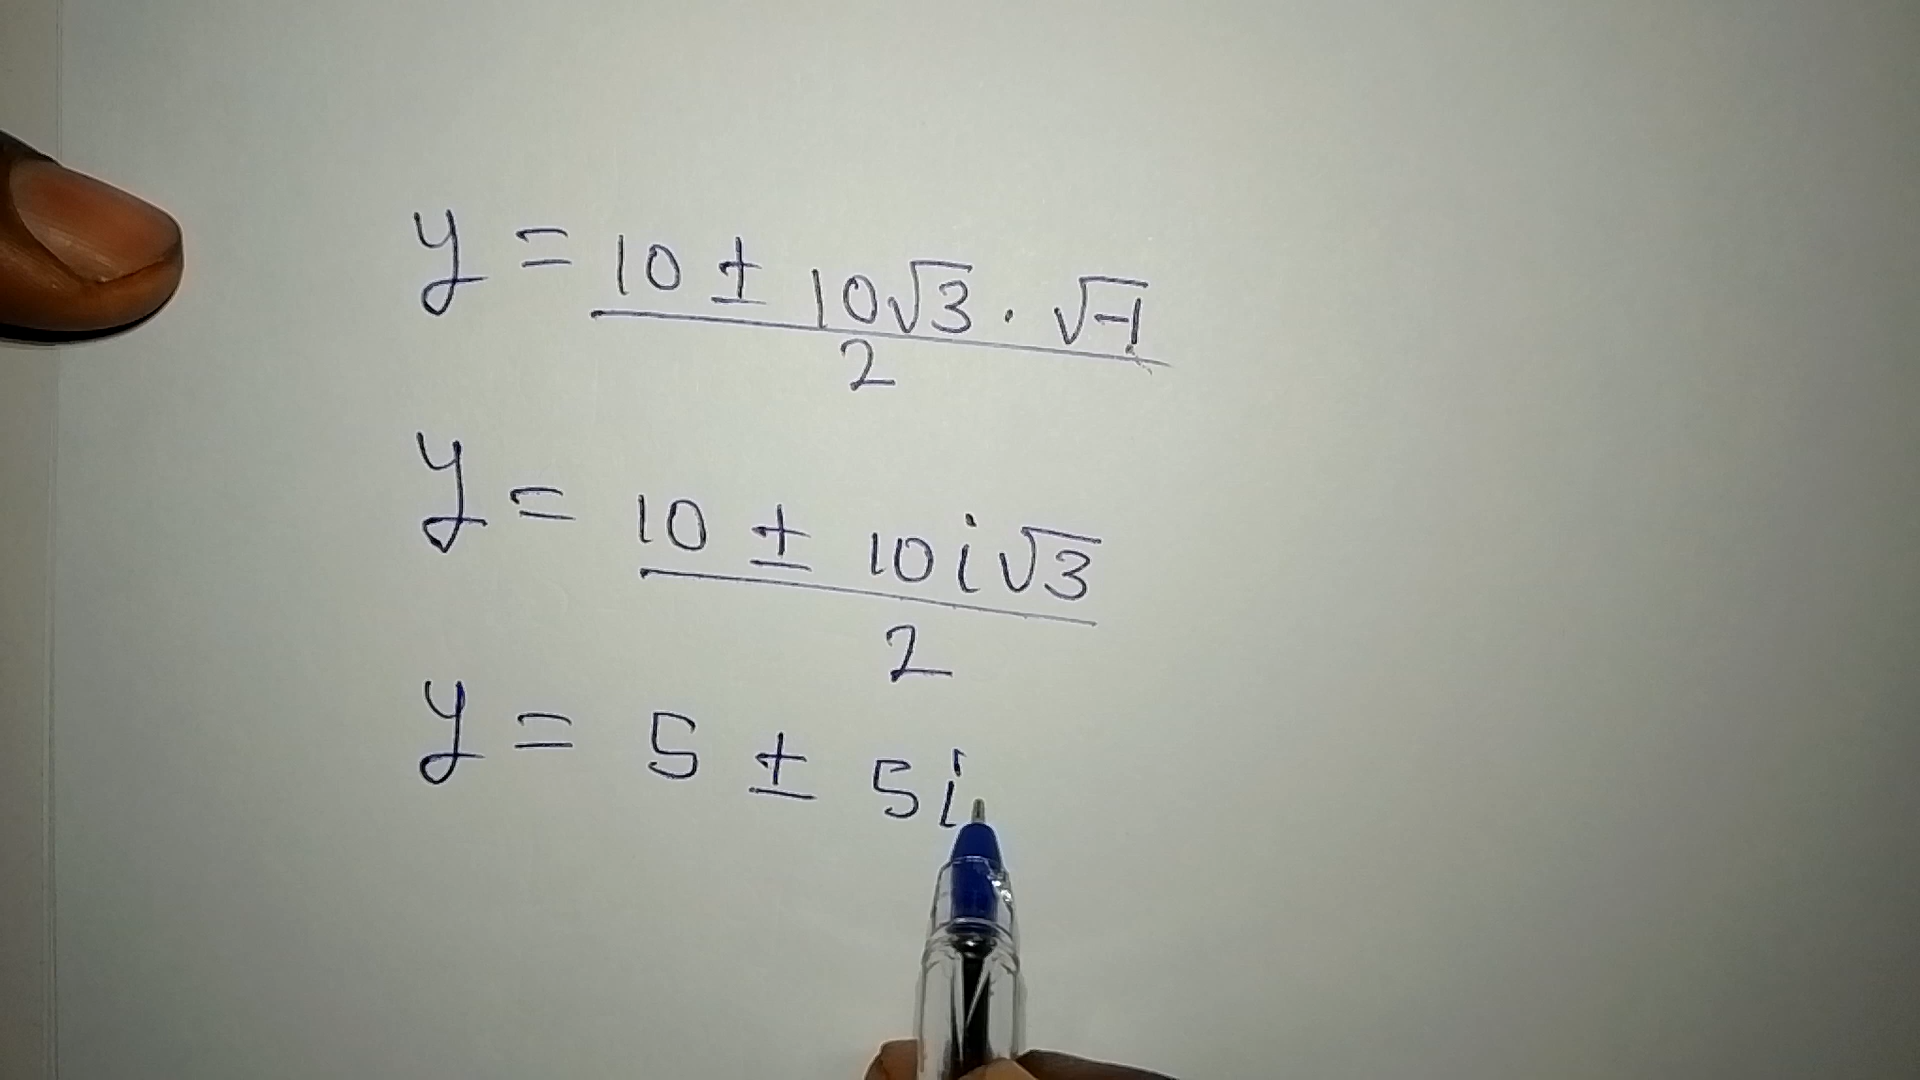 y = (10 ± 10√3 · √-1) / 2
y = (10 ± 10i√3) / 2
y = 5 ± 5i